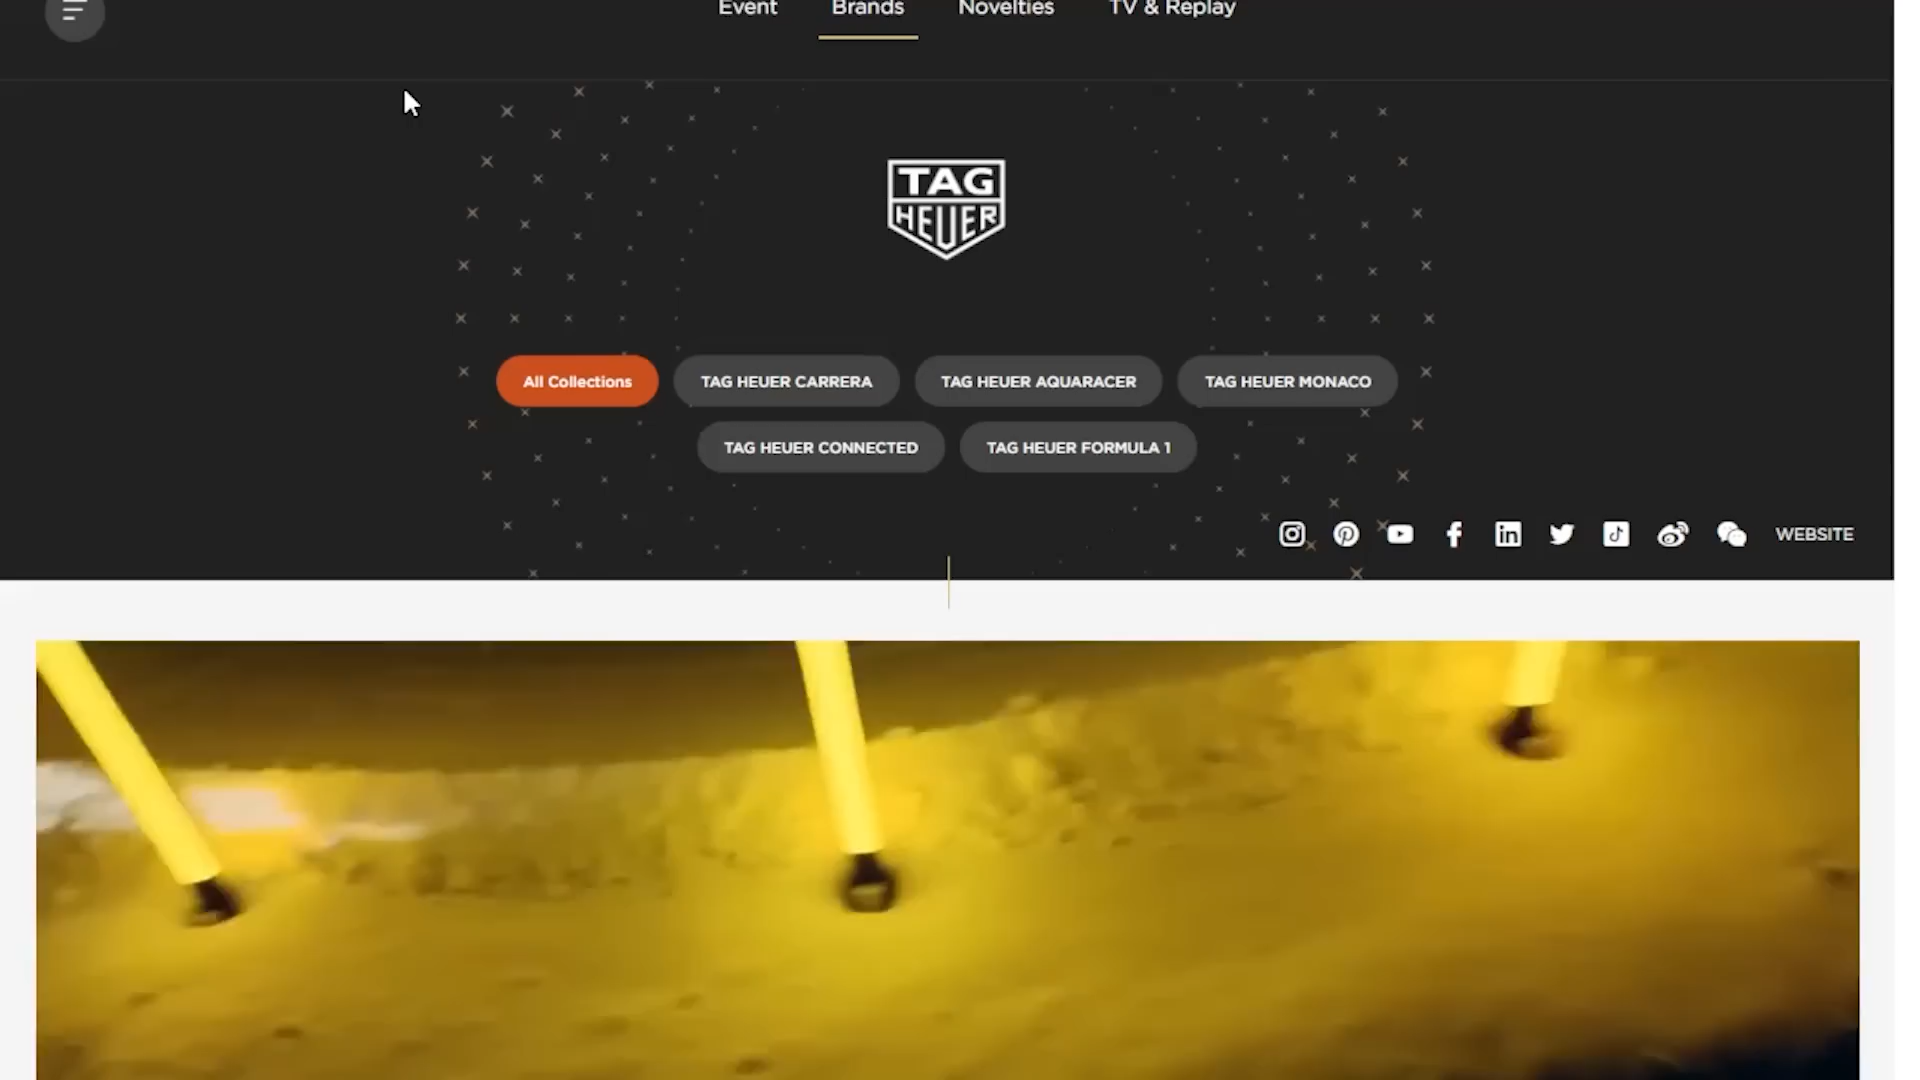 Event Brands Novelties TV & Replay
TAG
HEUER
All Collections TAG HEUER CARRERA TAG HEUER AQUARACER TAG HEUER MONACO
TAG HEUER CONNECTED TAG HEUER FORMULA 1
WEBSITE